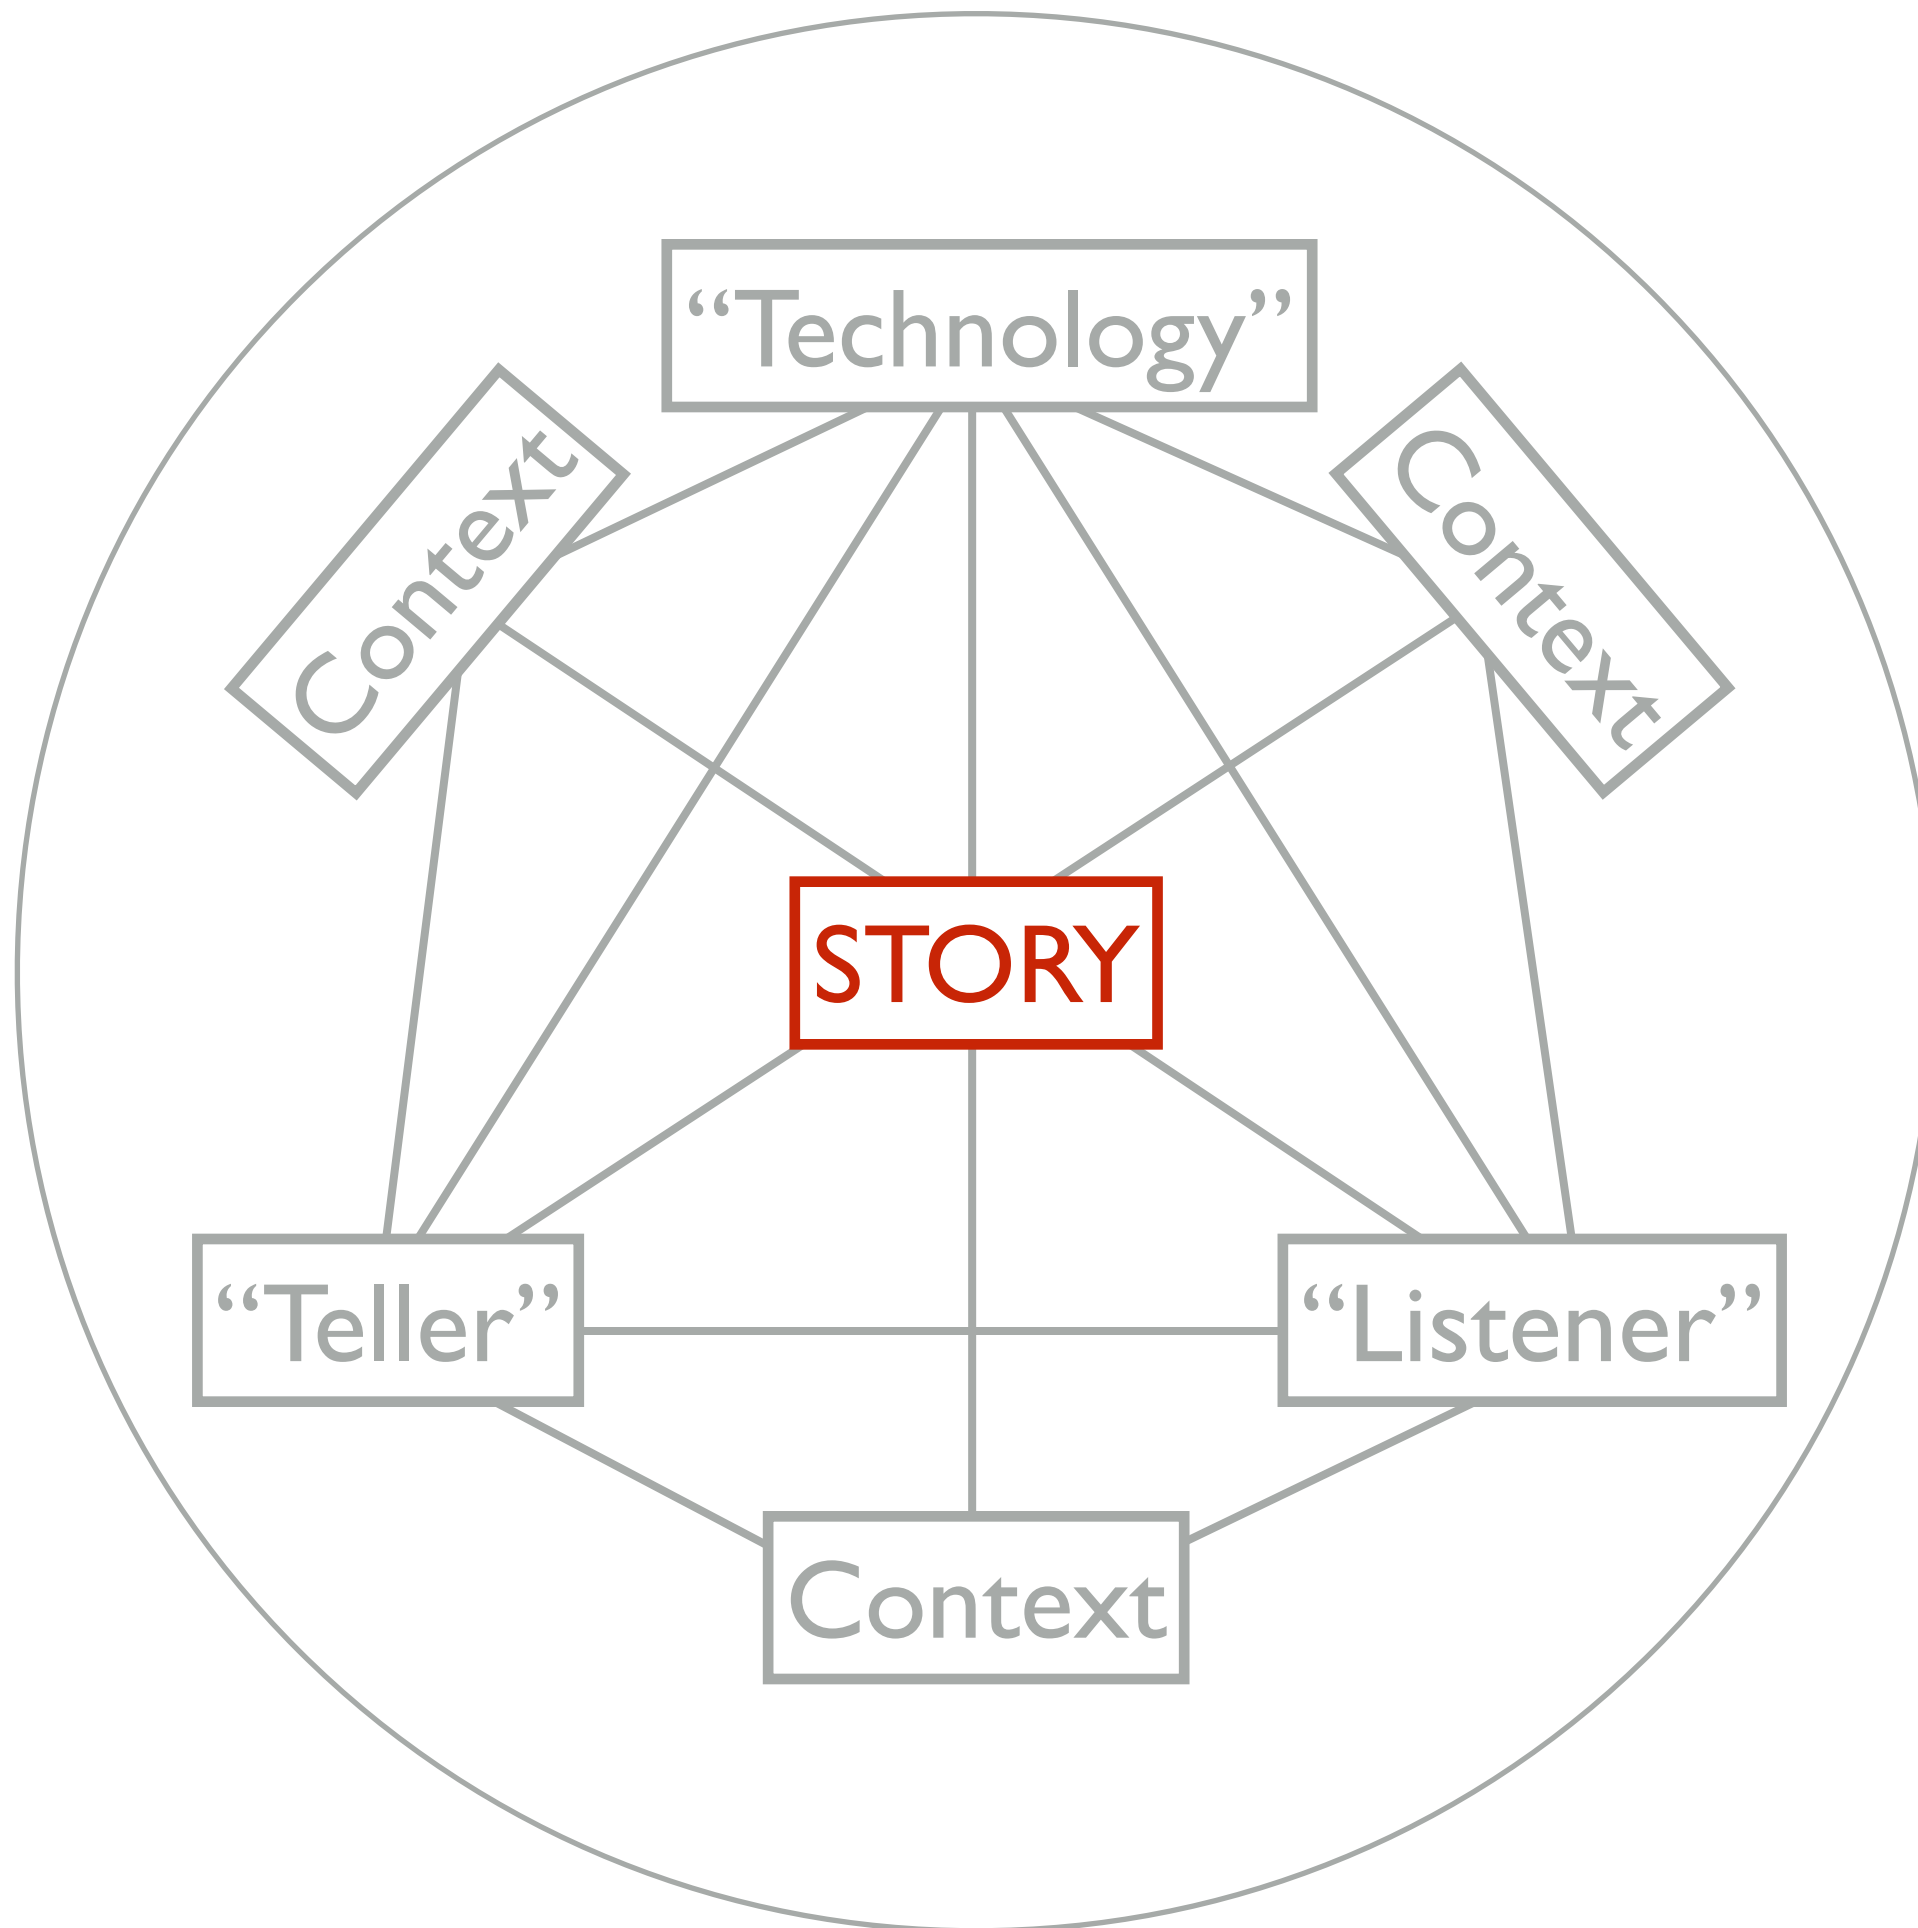 “Technology”
Context
Context
STORY
“Teller”
“Listener”
Context